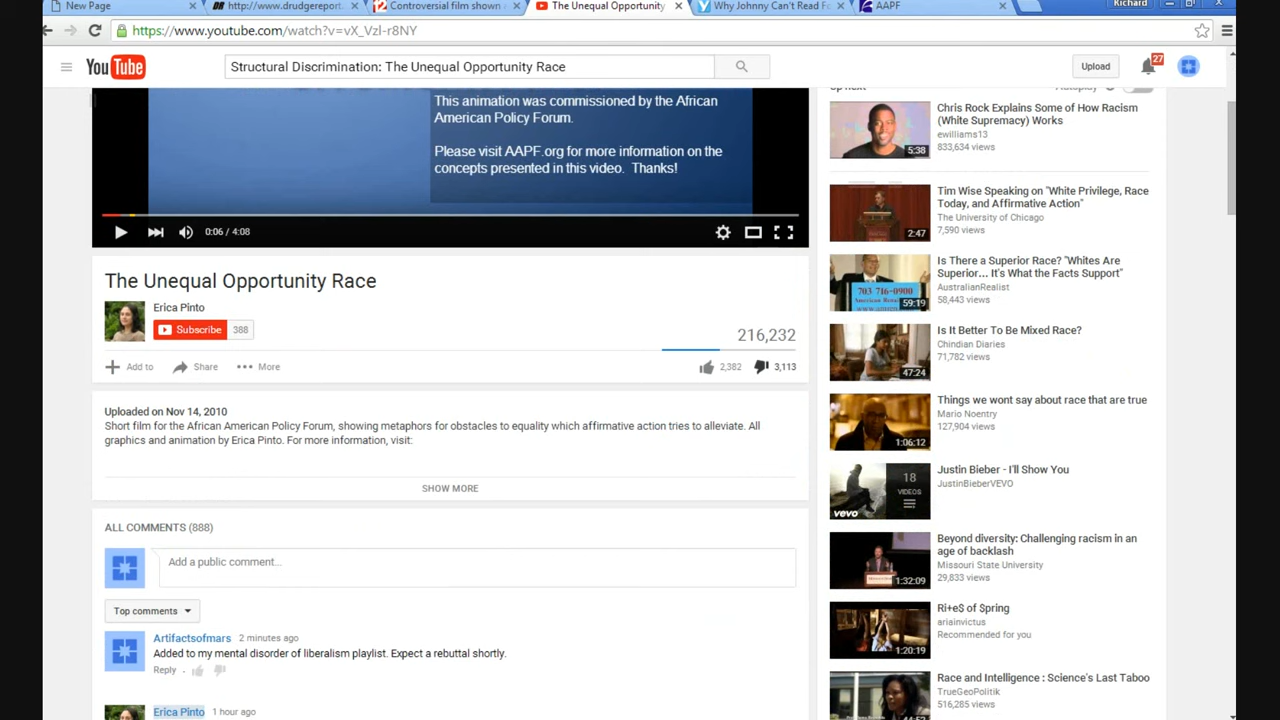 New Page
http://www.drudgereport.
Controversial film shown
The Unequal Opportunity
Why Johnny Can't Read Fo
AAPF
Richard
https://www.youtube.com/watch?v=vX_VzI-r8NY
YouTube
Structural Discrimination: The Unequal Opportunity Race
Upload
27
This animation was commissioned by the African
American Policy Forum.
Please visit AAPF.org for more information on the
concepts presented in this video. Thanks!
0:06 / 4:08
The Unequal Opportunity Race
Erica Pinto
Subscribe 388
216,232
Add to Share More
2,382 3,113
Uploaded on Nov 14, 2010
Short film for the African American Policy Forum, showing metaphors for obstacles to equality which affirmative action tries to alleviate. All
graphics and animation by Erica Pinto. For more information, visit:
SHOW MORE
ALL COMMENTS (888)
Add a public comment...
Top comments
Artifactsofmars 2 minutes ago
Added to my mental disorder of liberalism playlist. Expect a rebuttal shortly.
Reply
Erica Pinto 1 hour ago
Up next
Autoplay
Chris Rock Explains Some of How Racism
(White Supremacy) Works
ewilliams13
833,634 views
5:38
Tim Wise Speaking on "White Privilege, Race
Today, and Affirmative Action"
The University of Chicago
7,590 views
2:47
Is There a Superior Race? "Whites Are
Superior... It's What the Facts Support"
AustralianRealist
58,443 views
703 716-0900
59:19
Is It Better To Be Mixed Race?
Chindian Diaries
71,782 views
47:24
Things we wont say about race that are true
Mario Noentry
127,904 views
1:06:12
Justin Bieber - I'll Show You
JustinBieberVEVO
18
VIDEOS
vevo
Beyond diversity: Challenging racism in an
age of backlash
Missouri State University
29,833 views
1:32:09
Ri+e$ of $pring
ariainvictus
Recommended for you
1:20:19
Race and Intelligence : Science's Last Taboo
TrueGeoPolitik
516,285 views